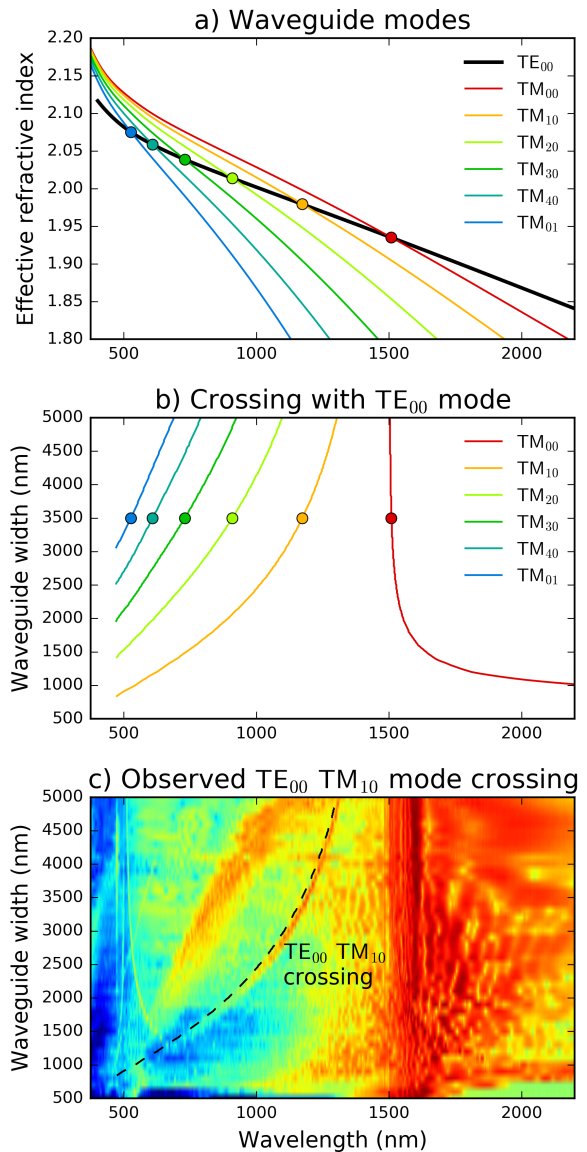 a) Waveguide modes
Effective refractive index
2.20
2.15
2.10
2.05
2.00
1.95
1.90
1.85
1.80
500
1000
1500
2000
TE₀₀
TM₀₀
TM₁₀
TM₂₀
TM₃₀
TM₄₀
TM₀₁
b) Crossing with TE₀₀ mode
Waveguide width (nm)
5000
4500
4000
3500
3000
2500
2000
1500
1000
500
500
1000
1500
2000
TM₀₀
TM₁₀
TM₂₀
TM₃₀
TM₄₀
TM₀₁
c) Observed TE₀₀ TM₁₀ mode crossing
Waveguide width (nm)
5000
4500
4000
3500
3000
2500
2000
1500
1000
500
TE₀₀ TM₁₀
crossing
500
1000
1500
2000
Wavelength (nm)